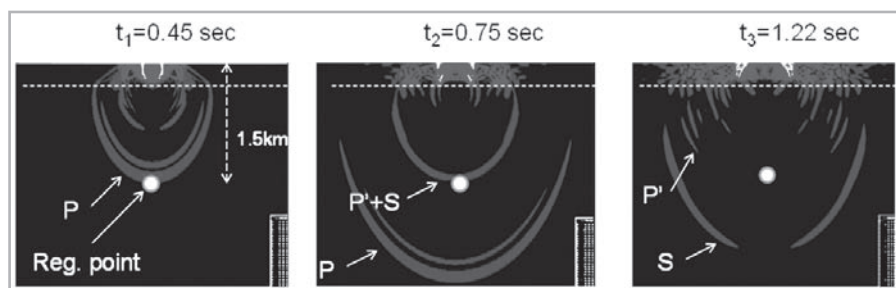 t₁=0.45 sec
t₂=0.75 sec
t₃=1.22 sec
1.5km
P
Reg. point
P'+S
P
P'
S